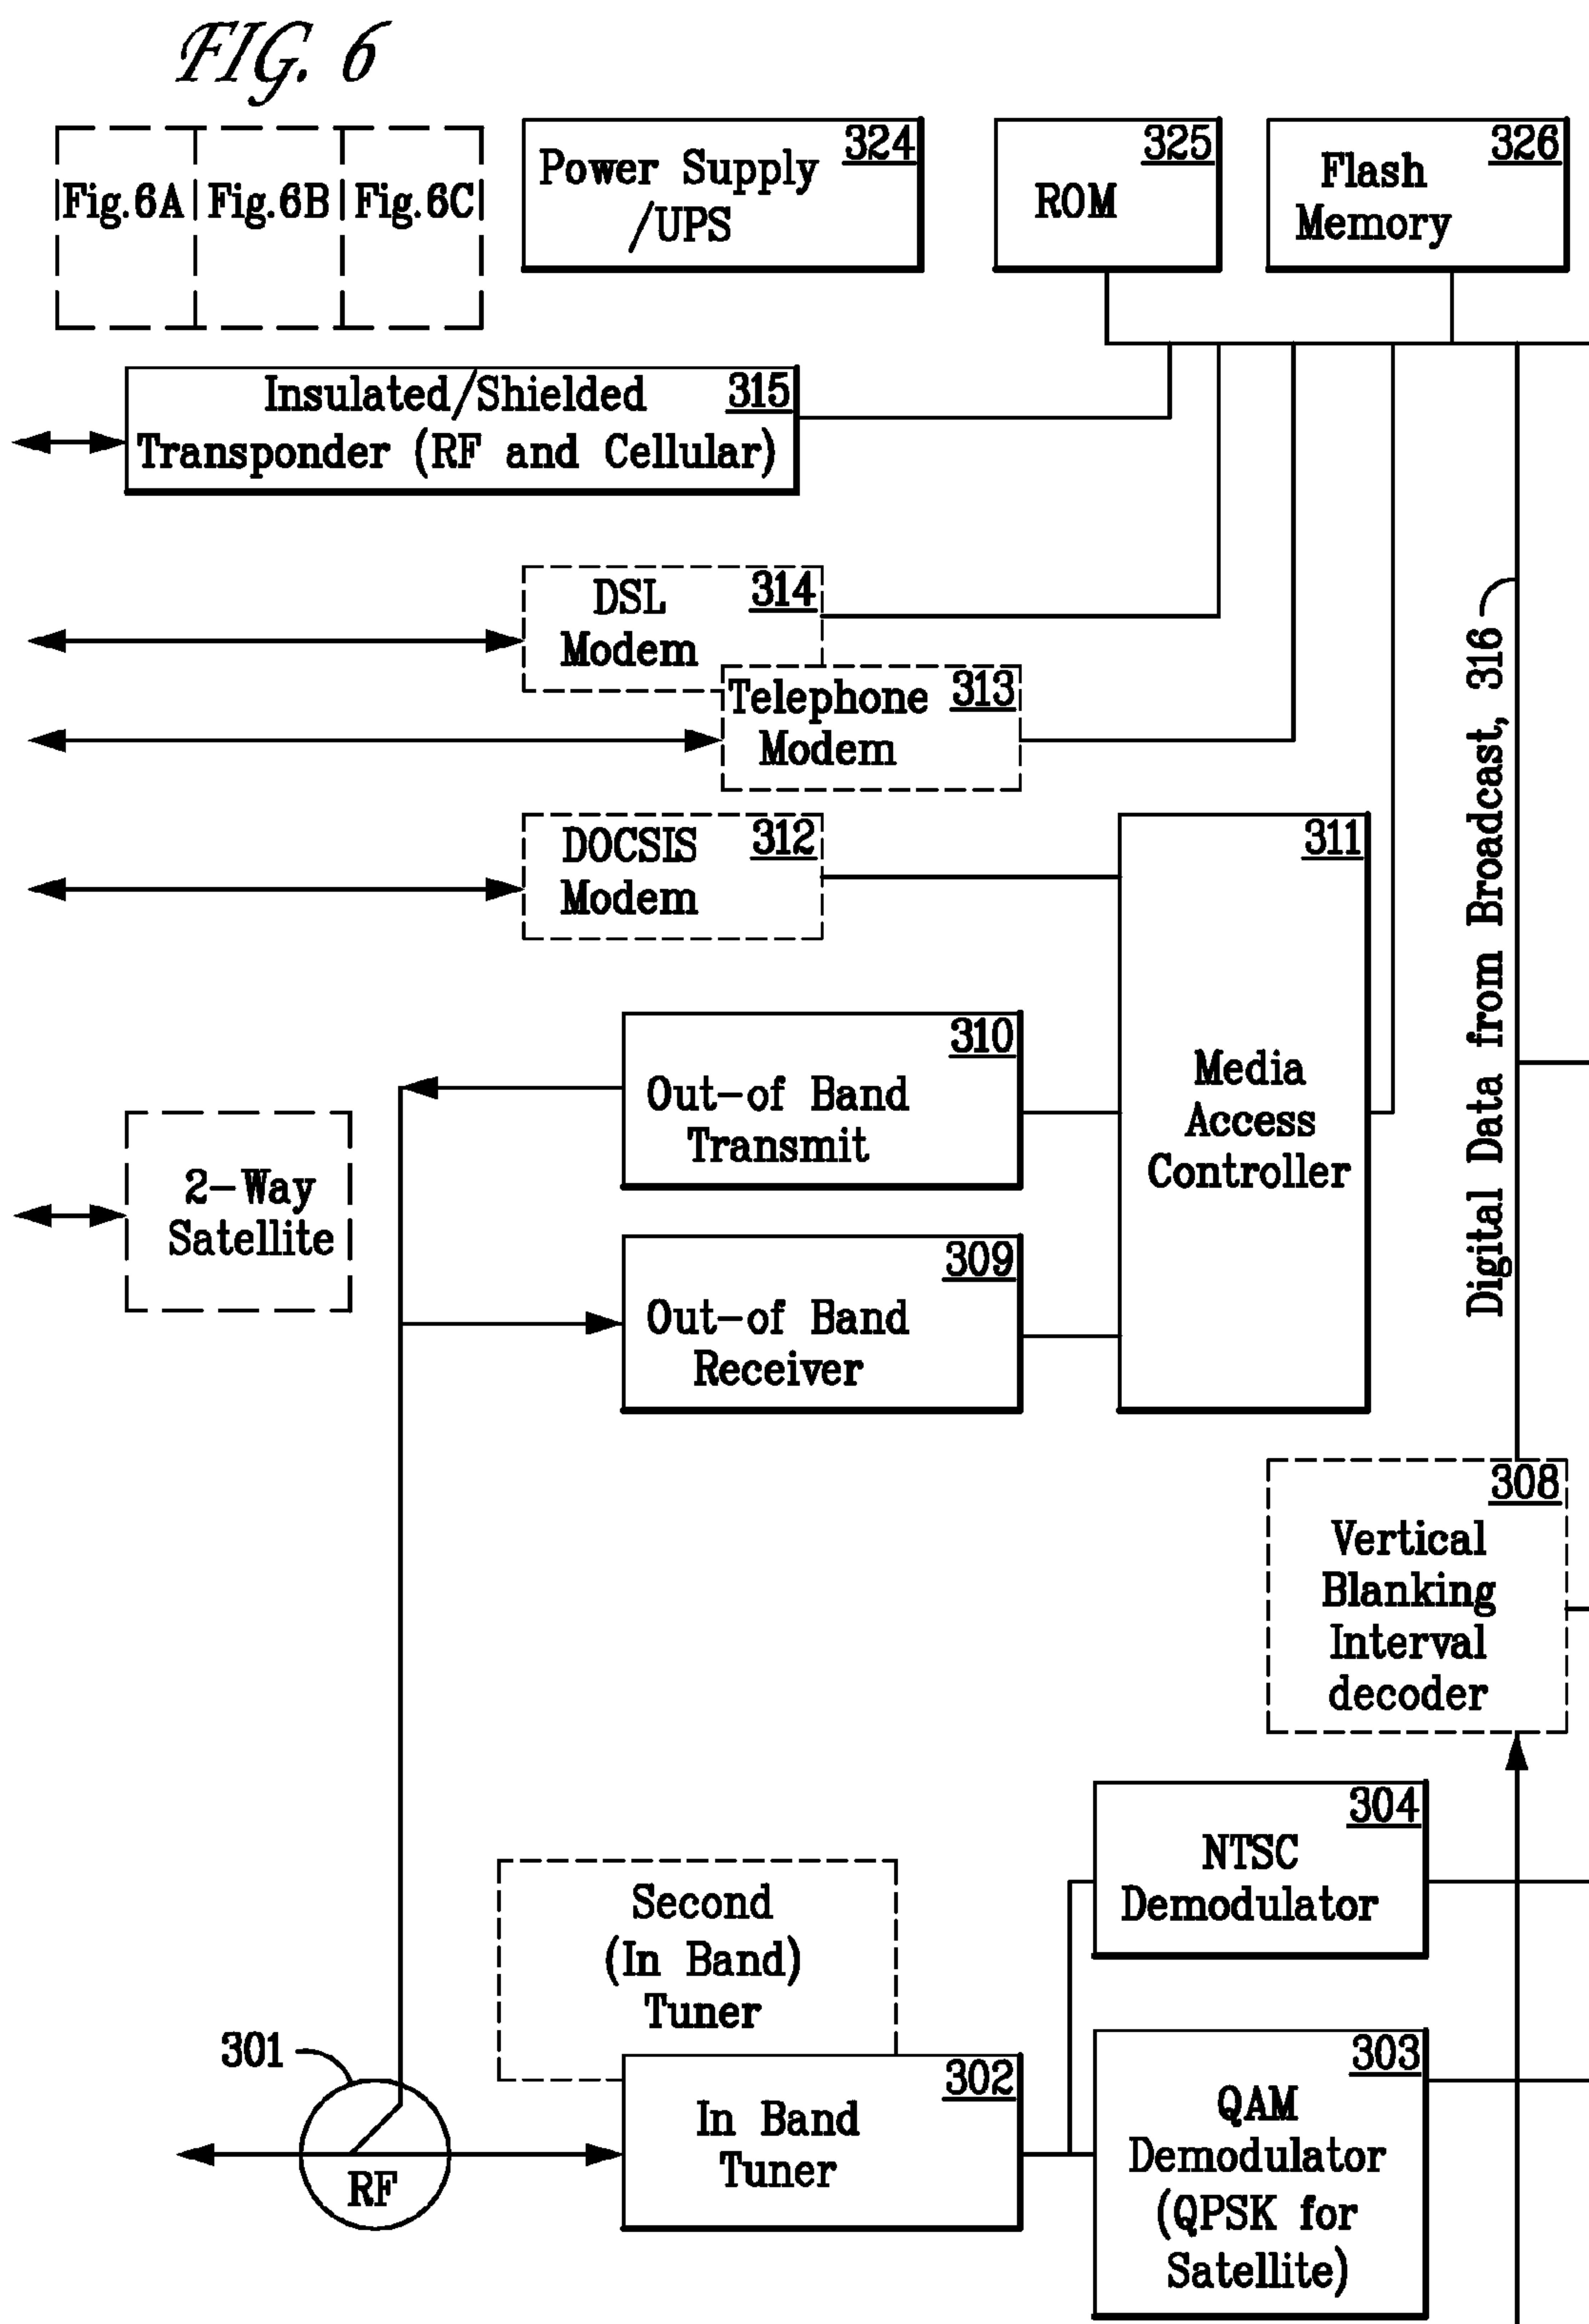 FIG. 6
Fig.6A Fig.6B Fig.6C
324
Power Supply
/UPS
325
ROM
326
Flash
Memory
315
Insulated/Shielded
Transponder (RF and Cellular)
314
DSL
Modem
313
Telephone
Modem
312
DOCSIS
Modem
311
Media
Access
Controller
Digital Data from Broadcast, 316
310
Out-of Band
Transmit
2-Way
Satellite
309
Out-of Band
Receiver
308
Vertical
Blanking
Interval
decoder
304
NTSC
Demodulator
Second
(In Band)
Tuner
301
RF
302
In Band
Tuner
303
QAM
Demodulator
(QPSK for
Satellite)